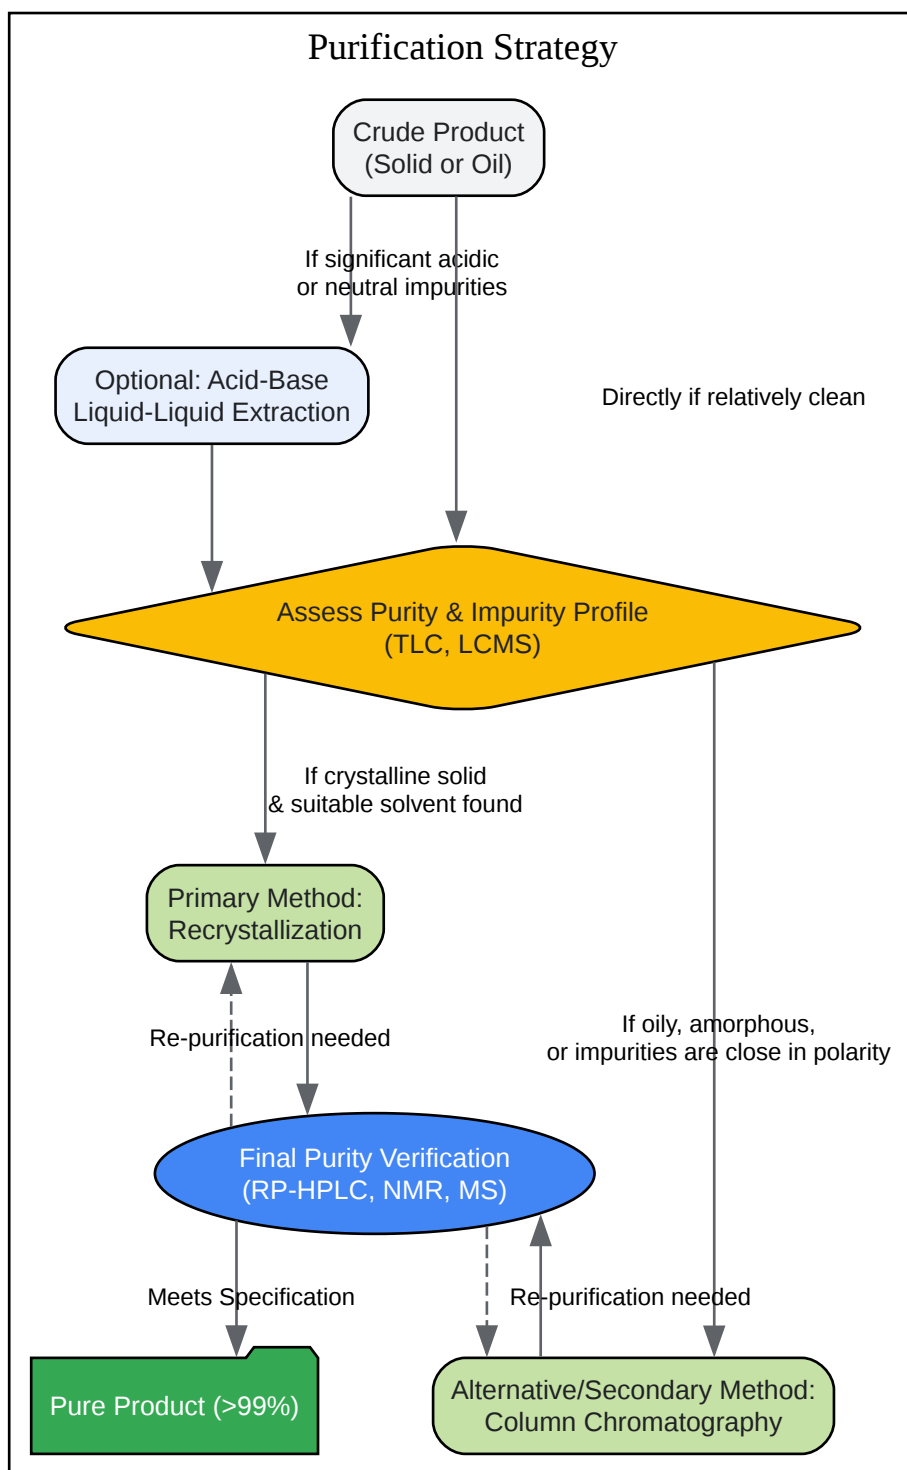 Purification Strategy
Crude Product
(Solid or Oil)
If significant acidic
or neutral impurities
Optional: Acid-Base
Liquid-Liquid Extraction
Directly if relatively clean
Assess Purity & Impurity Profile
(TLC, LCMS)
If crystalline solid
& suitable solvent found
Primary Method:
Recrystallization
Re-purification needed
If oily, amorphous,
or impurities are close in polarity
Final Purity Verification
(RP-HPLC, NMR, MS)
Meets Specification
Re-purification needed
Pure Product (>99%)
Alternative/Secondary Method:
Column Chromatography